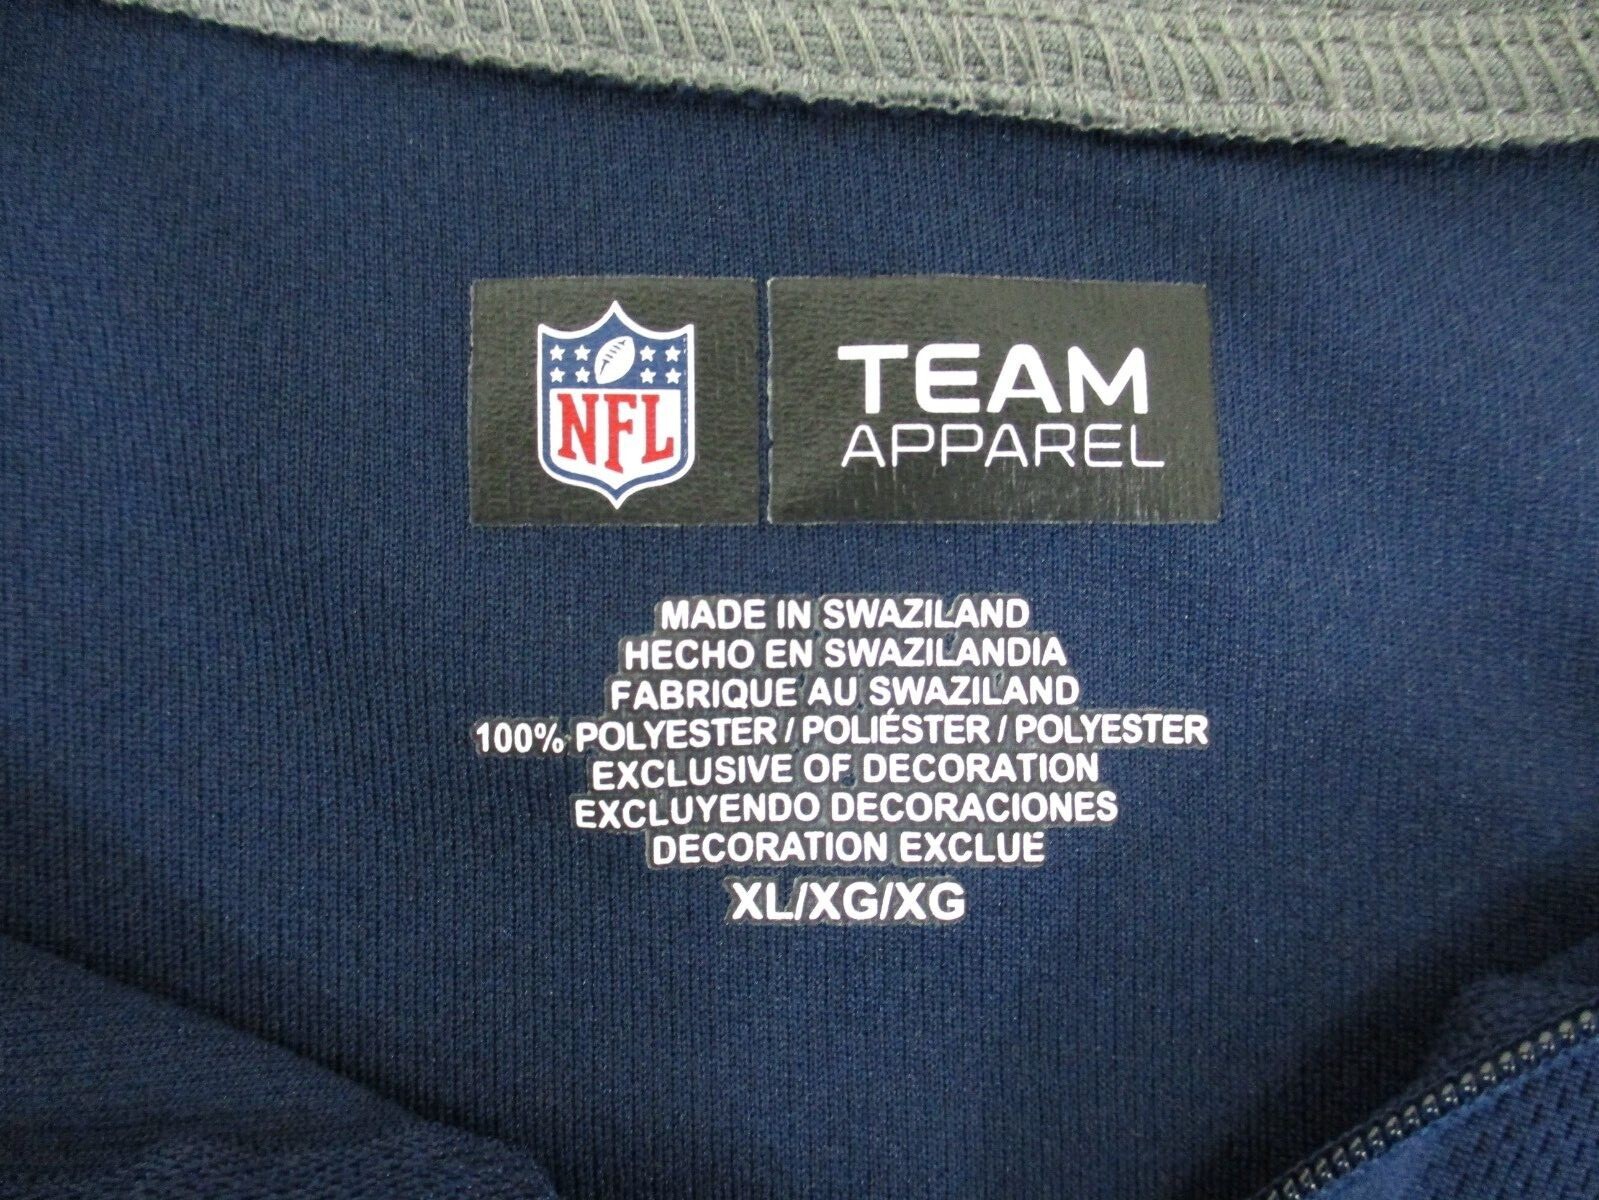 NFL
TEAM
APPAREL
MADE IN SWAZILAND
HECHO EN SWAZILANDIA
FABRIQUE AU SWAZILAND
100% POLYESTER / POLIÉSTER / POLYESTER
EXCLUSIVE OF DECORATION
EXCLUYENDO DECORACIONES
DECORATION EXCLUE
XL/XG/XG